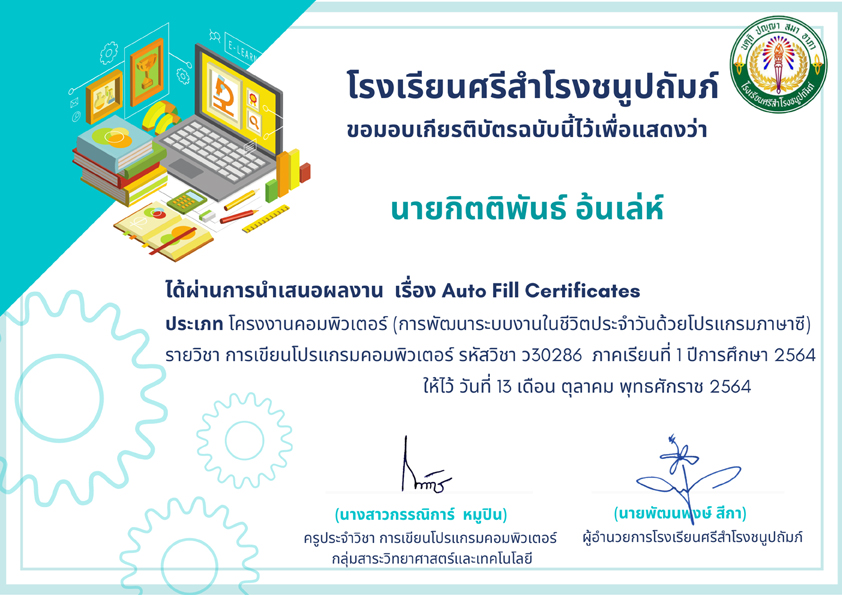 E-LEARN
นตฺถิ ปัญญา สมา อาภา
โรงเรียนศรีสำโรงชนูปถัมภ์
โรงเรียนศรีสำโรงชนูปถัมภ์
ขอมอบเกียรติบัตรฉบับนี้ไว้เพื่อแสดงว่า
นายกิตติพันธ์ อ้นเล่ห์
ได้ผ่านการนำเสนอผลงาน เรื่อง Auto Fill Certificates
ประเภท โครงงานคอมพิวเตอร์ (การพัฒนาระบบงานในชีวิตประจำวันด้วยโปรแกรมภาษาซี)
รายวิชา การเขียนโปรแกรมคอมพิวเตอร์ รหัสวิชา ว30286 ภาคเรียนที่ 1 ปีการศึกษา 2564
ให้ไว้ วันที่ 13 เดือน ตุลาคม พุทธศักราช 2564
(นางสาวกรรณิการ์ หมูปิน)
ครูประจำวิชา การเขียนโปรแกรมคอมพิวเตอร์
กลุ่มสาระวิทยาศาสตร์และเทคโนโลยี
(นายพัฒนพงษ์ สีกา)
ผู้อำนวยการโรงเรียนศรีสำโรงชนูปถัมภ์